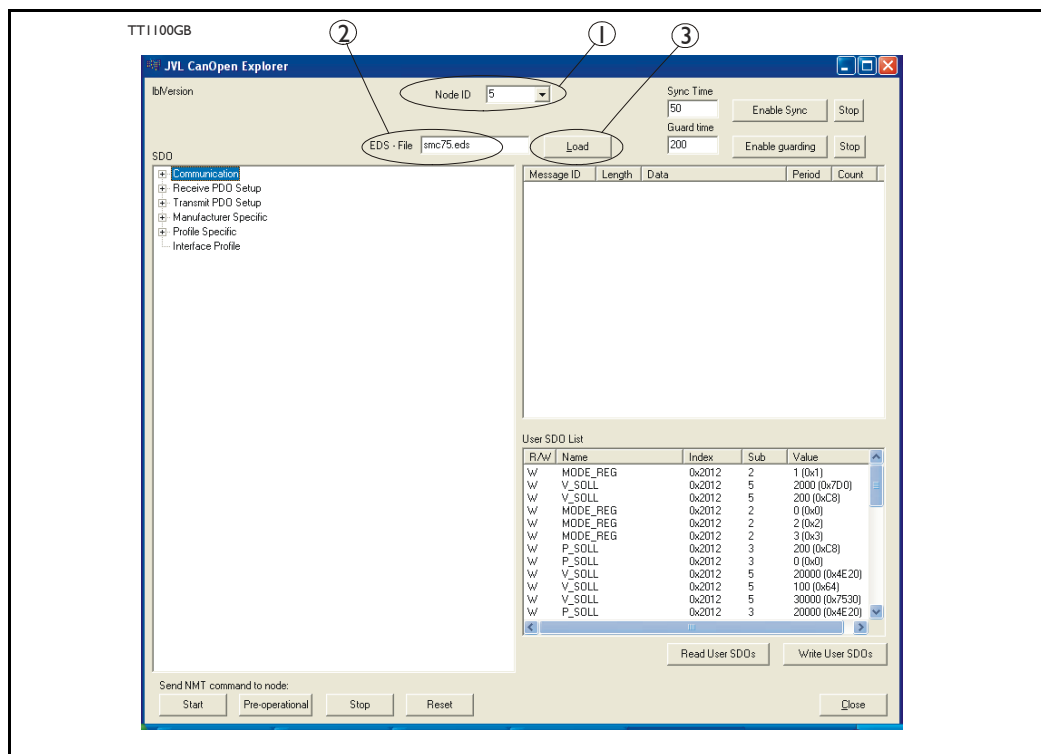 TT1100GB
2 1 3
JVL CanOpen Explorer
lblVersion
Node ID 5
Sync Time
50 Enable Sync Stop
Guard time
EDS - File smc75.eds Load 200 Enable guarding Stop
SDO
Communication
Receive PDO Setup
Transmit PDO Setup
Manufacturer Specific
Profile Specific
Interface Profile
Message ID Length Data Period Count
User SDO List
R/W Name Index Sub Value
W MODE_REG 0x2012 2 1 (0x1)
W V_SOLL 0x2012 5 2000 (0x7D0)
W V_SOLL 0x2012 5 200 (0xC8)
W MODE_REG 0x2012 2 0 (0x0)
W MODE_REG 0x2012 2 2 (0x2)
W MODE_REG 0x2012 2 3 (0x3)
W P_SOLL 0x2012 3 200 (0xC8)
W P_SOLL 0x2012 3 0 (0x0)
W V_SOLL 0x2012 5 20000 (0x4E20)
W V_SOLL 0x2012 5 100 (0x64)
W V_SOLL 0x2012 5 30000 (0x7530)
W P_SOLL 0x2012 3 20000 (0x4E20)
Read User SDOs Write User SDOs
Send NMT command to node:
Start Pre-operational Stop Reset Close